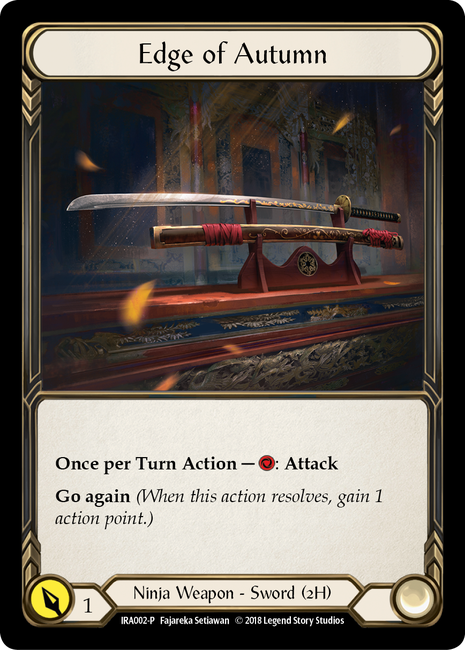 Edge of Autumn
Once per Turn Action — : Attack
Go again (When this action resolves, gain 1
action point.)
1
Ninja Weapon - Sword (2H)
IRA002-P Fajareka Setiawan © 2018 Legend Story Studios